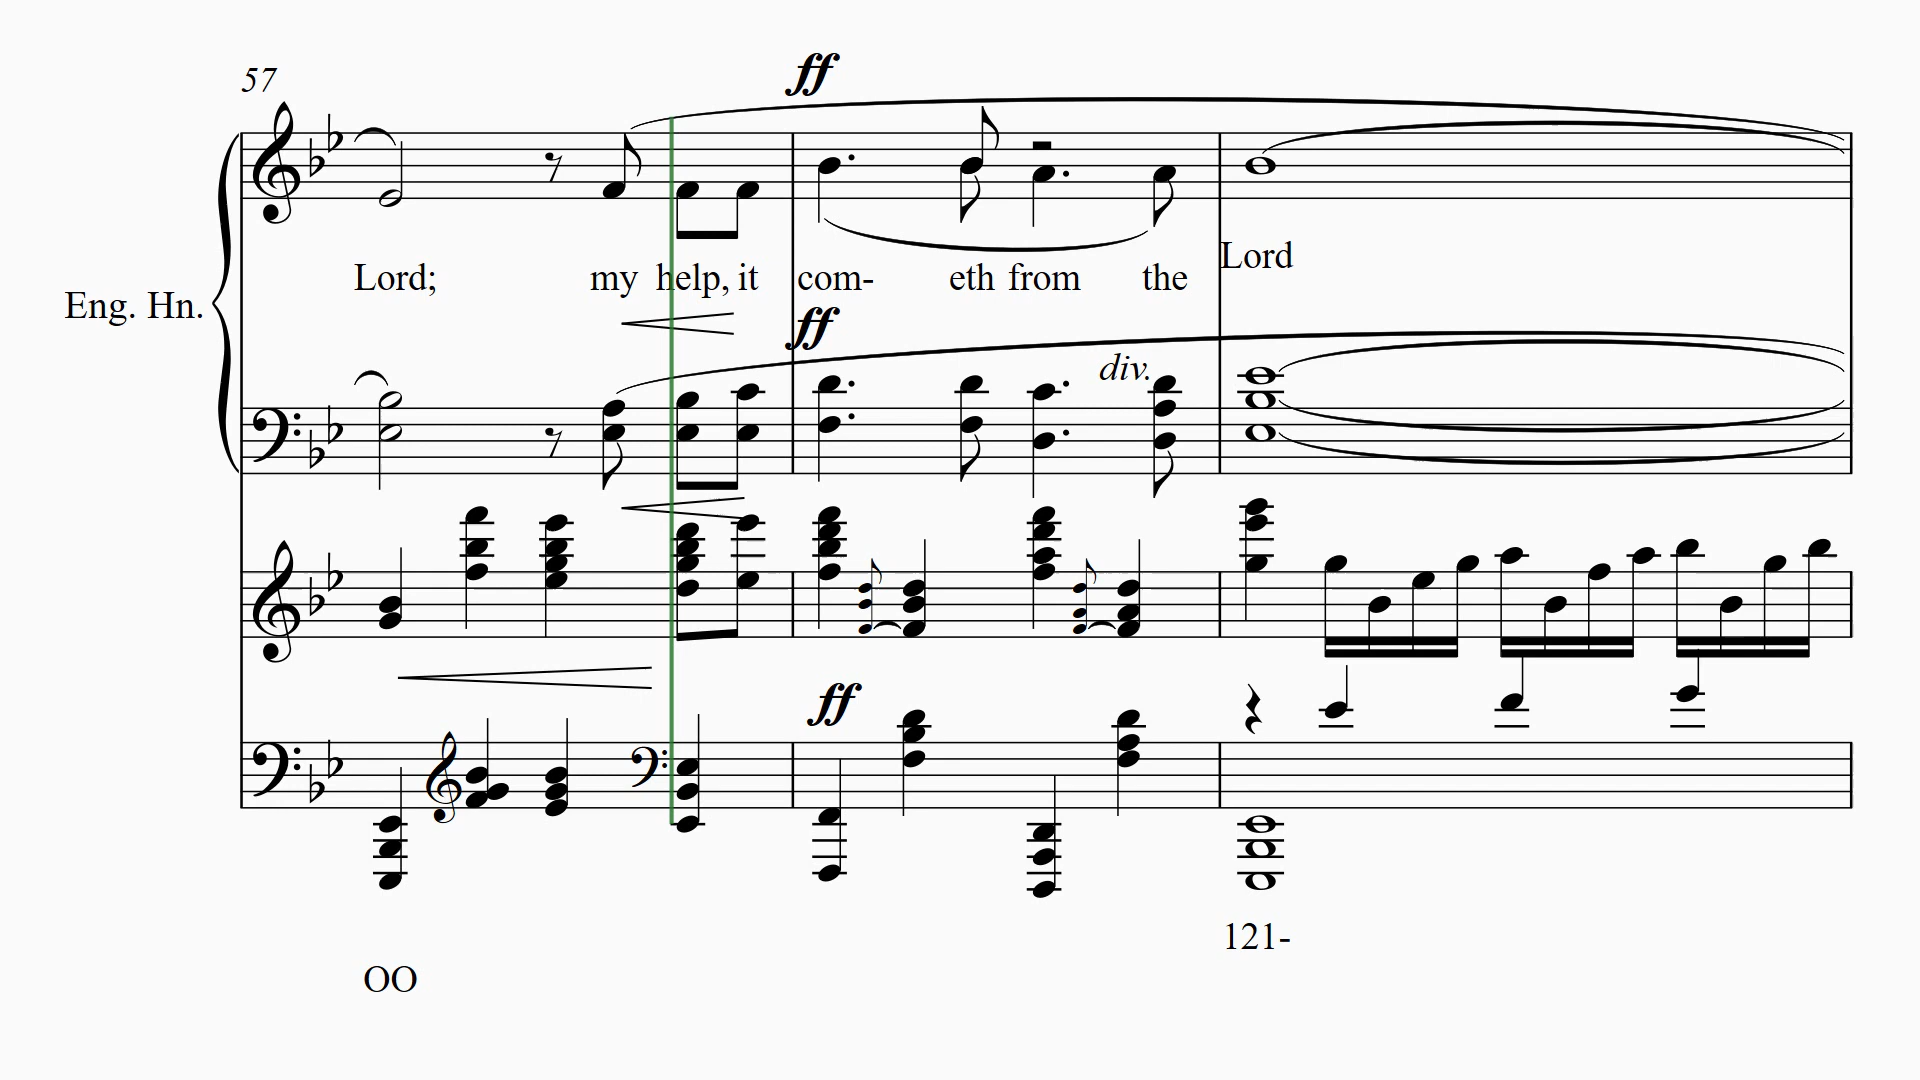 57
ff
Lord; my help, it com- eth from the Lord
Eng. Hn.
ff
div.
ff
121-
OO